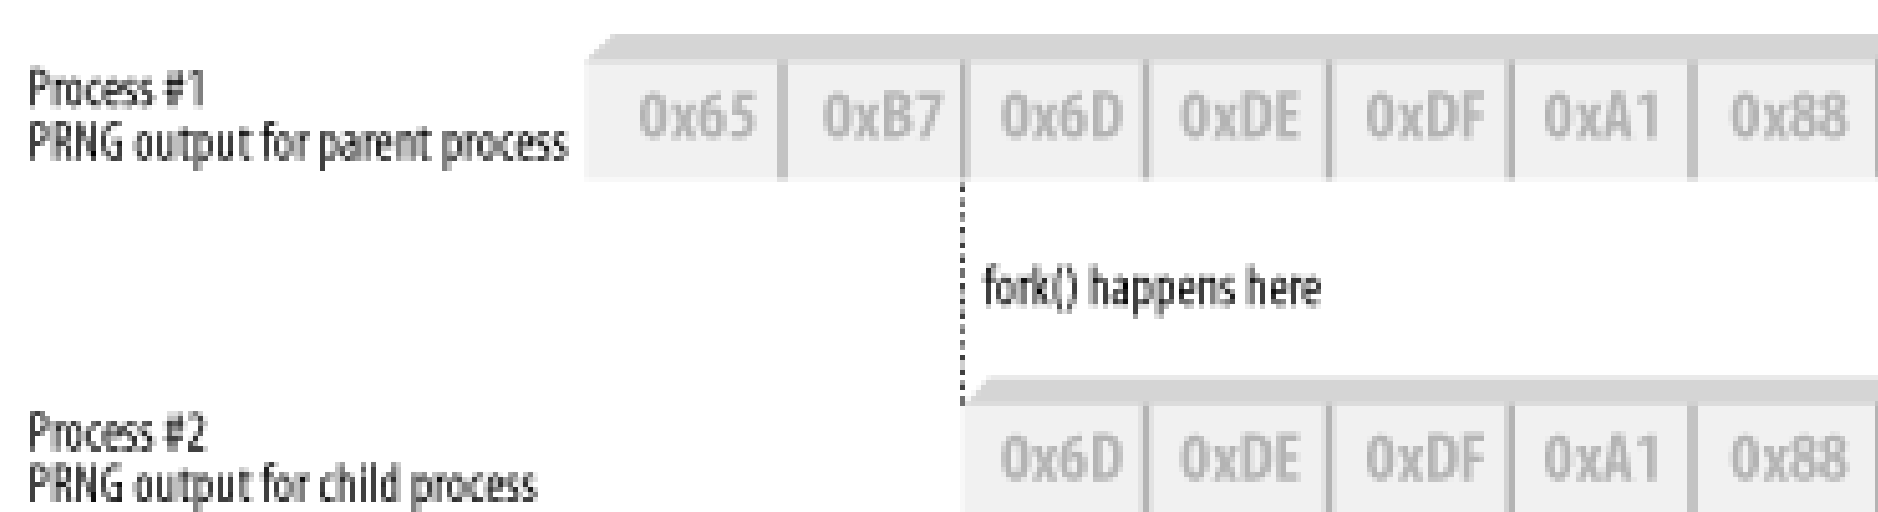 Process #1
PRNG output for parent process
0x65 0xB7 0x6D 0xDE 0xDF 0xA1 0x88
fork() happens here
Process #2
PRNG output for child process
0x6D 0xDE 0xDF 0xA1 0x88